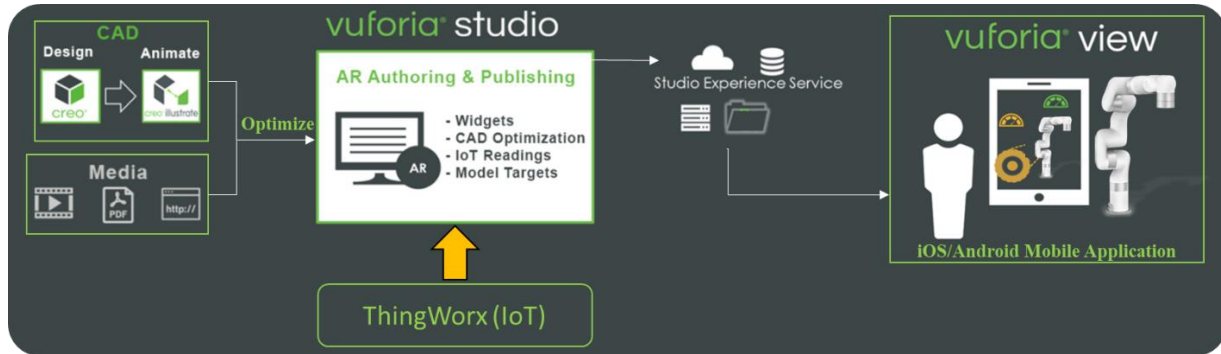 CAD
Design
Animate
creo
creo illustrate
Media
PDF
http://
Optimize
vuforia studio
AR Authoring & Publishing
AR
- Widgets
- CAD Optimization
- IoT Readings
- Model Targets
ThingWorx (IoT)
Studio Experience Service
vuforia view
iOS/Android Mobile Application